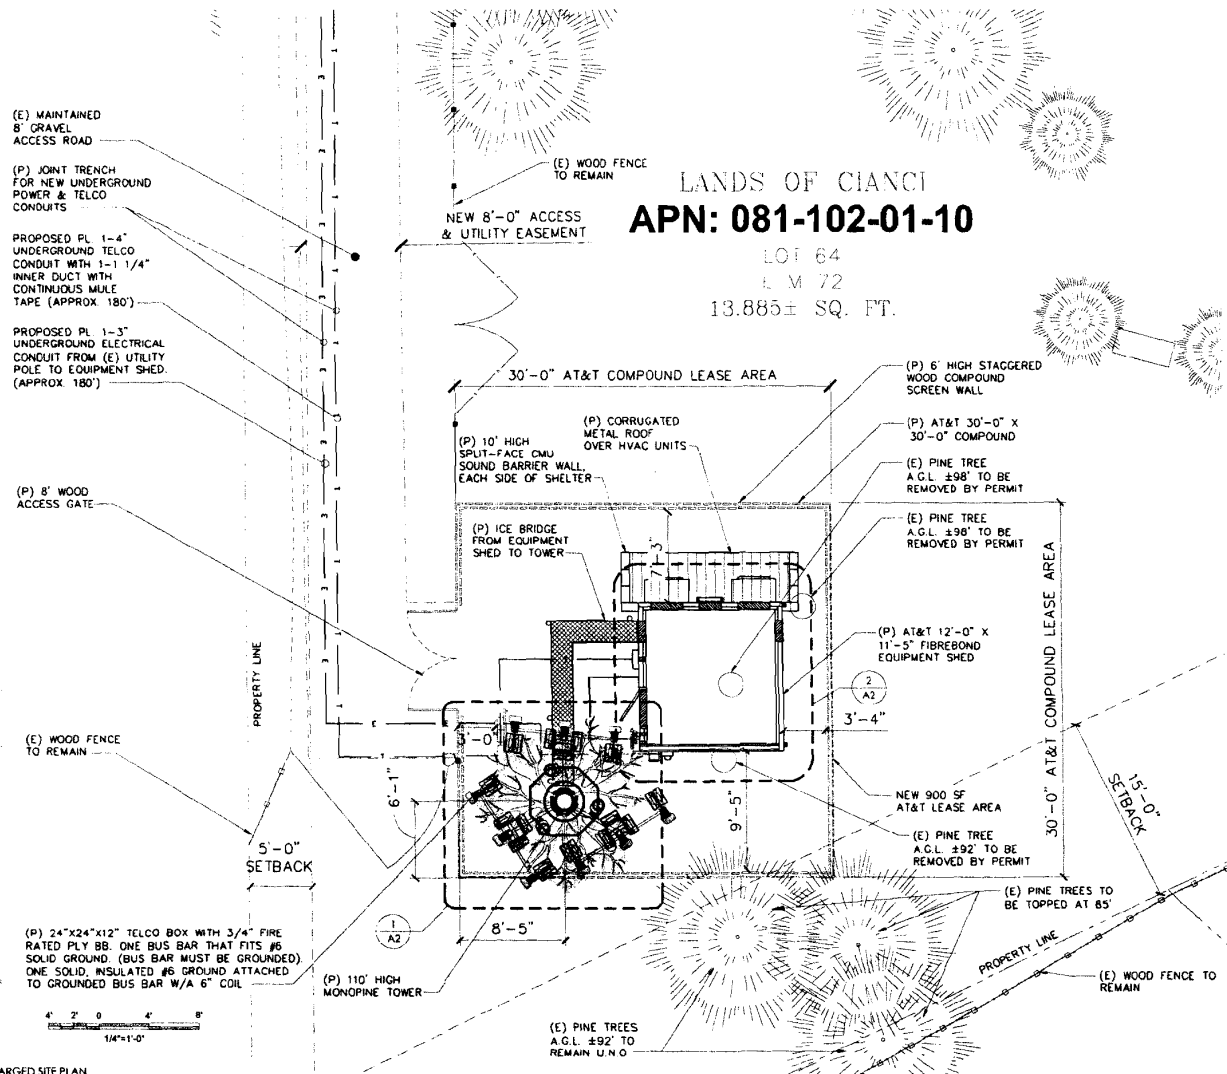 (E) MAINTAINED
8' GRAVEL
ACCESS ROAD
(P) JOINT TRENCH
FOR NEW UNDERGROUND
POWER & TELCO
CONDUITS
PROPOSED PL 1-4"
UNDERGROUND TELCO
CONDUIT WITH 1-1 1/4"
INNER DUCT WITH
CONTINUOUS MULE
TAPE (APPROX. 180')
PROPOSED PL 1-3"
UNDERGROUND ELECTRICAL
CONDUIT FROM (E) UTILITY
POLE TO EQUIPMENT SHED.
(APPROX. 180')
(P) 8' WOOD
ACCESS GATE
(E) WOOD FENCE
TO REMAIN
PROPERTY LINE
5'-0"
SETBACK
(P) 24"X24"X12" TELCO BOX WITH 3/4" FIRE
RATED PLY BB. ONE BUS BAR THAT FITS #6
SOLID GROUND. (BUS BAR MUST BE GROUNDED).
ONE SOLID, INSULATED #6 GROUND ATTACHED
TO GROUNDED BUS BAR W/A 6" COIL
4' 2' 0 4' 8'
1/4"=1'-0"
ARGED SITE PLAN
(E) WOOD FENCE
TO REMAIN
NEW 8'-0" ACCESS
& UTILITY EASEMENT
LANDS OF CIANCI
APN: 081-102-01-10
LOT 64
L M 72
13.885± SQ. FT.
30'-0" AT&T COMPOUND LEASE AREA
(P) 10' HIGH
SPLIT-FACE CMU
SOUND BARRIER WALL,
EACH SIDE OF SHELTER
(P) CORRUGATED
METAL ROOF
OVER HVAC UNITS
(P) ICE BRIDGE
FROM EQUIPMENT
SHED TO TOWER
7'-3"
(P) 6' HIGH STAGGERED
WOOD COMPOUND
SCREEN WALL
(P) AT&T 30'-0" X
30'-0" COMPOUND
(E) PINE TREE
A.G.L. ±98' TO BE
REMOVED BY PERMIT
(E) PINE TREE
A.G.L. ±98' TO BE
REMOVED BY PERMIT
(P) AT&T 12'-0" X
11'-5" FIBREBOND
EQUIPMENT SHED
2
A2
3'-4"
30'-0" AT&T COMPOUND LEASE AREA
15'-0"
SETBACK
NEW 900 SF
AT&T LEASE AREA
(E) PINE TREE
A.G.L. ±92' TO BE
REMOVED BY PERMIT
(E) PINE TREES TO
BE TOPPED AT 85'
PROPERTY LINE
(E) WOOD FENCE TO
REMAIN
6'-1"
9'-5"
8'-5"
1
A2
(P) 110' HIGH
MONOPINE TOWER
(E) PINE TREES
A.G.L. ±92' TO
REMAIN U.N.O